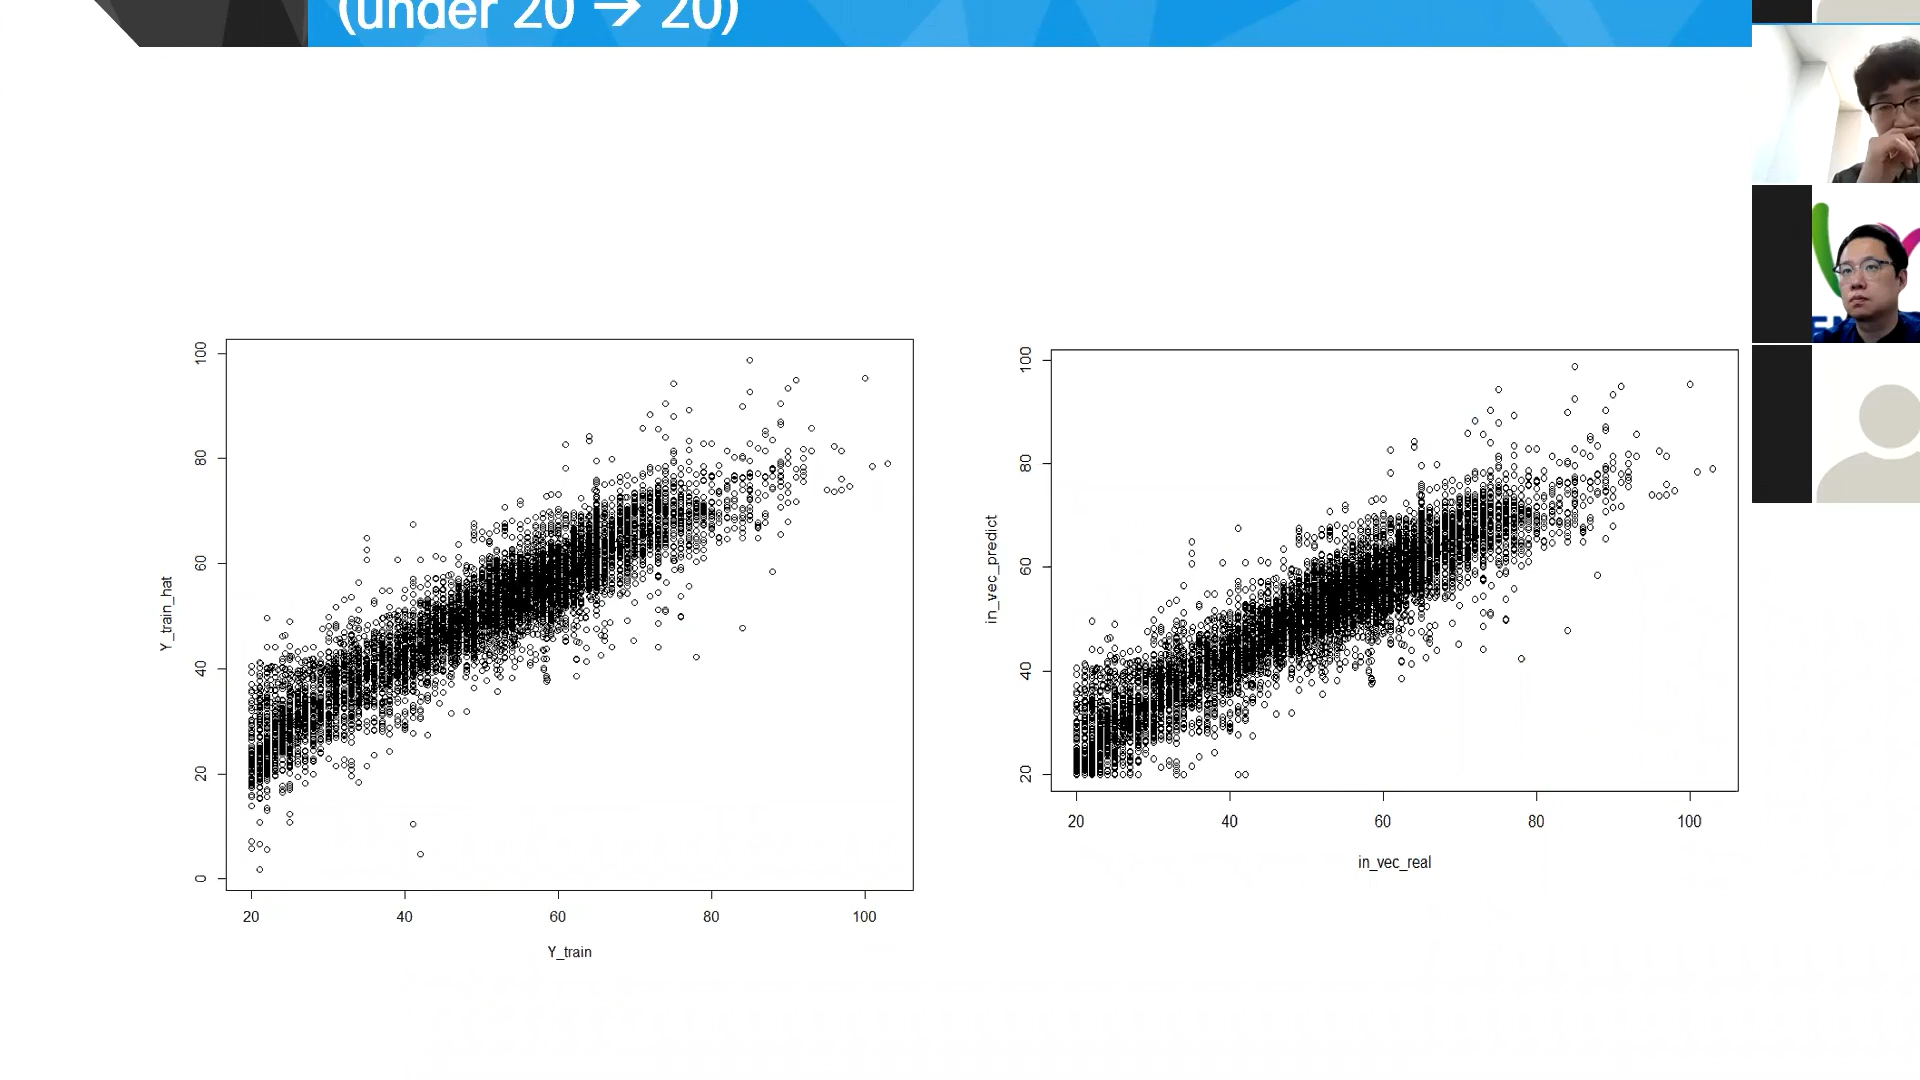 (under 20 → 20)
100
80
60
40
20
0
Y_train_hat
20 40 60 80 100
Y_train
100
80
60
40
20
in_vec_predict
20 40 60 80 100
in_vec_real